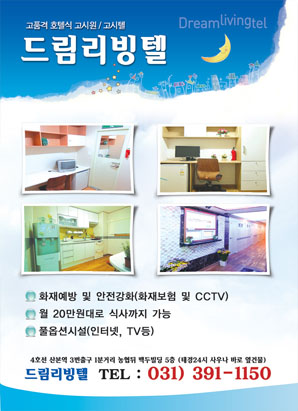 고품격 호텔식 고시원 / 고시텔
Dreamlivingtel
드림리빙텔
화재예방 및 안전강화(화재보험 및 CCTV)
월 20만원대로 식사까지 가능
풀옵션시설(인터넷, TV등)
4호선 산본역 3번출구 1분거리 농협뒤 백두빌딩 5층 (태경24시 사우나 바로 옆건물)
드림리빙텔 TEL : 031) 391-1150